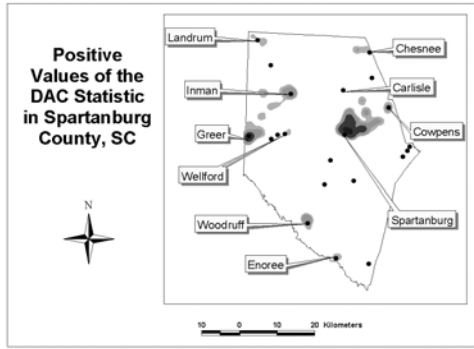 Positive
Values of the
DAC Statistic
in Spartanburg
County, SC
Landrum
Chesnee
Inman
Carlisle
Greer
Cowpens
Wellford
Woodruff
Spartanburg
Enoree
N
10 0 10 20 Kilometers